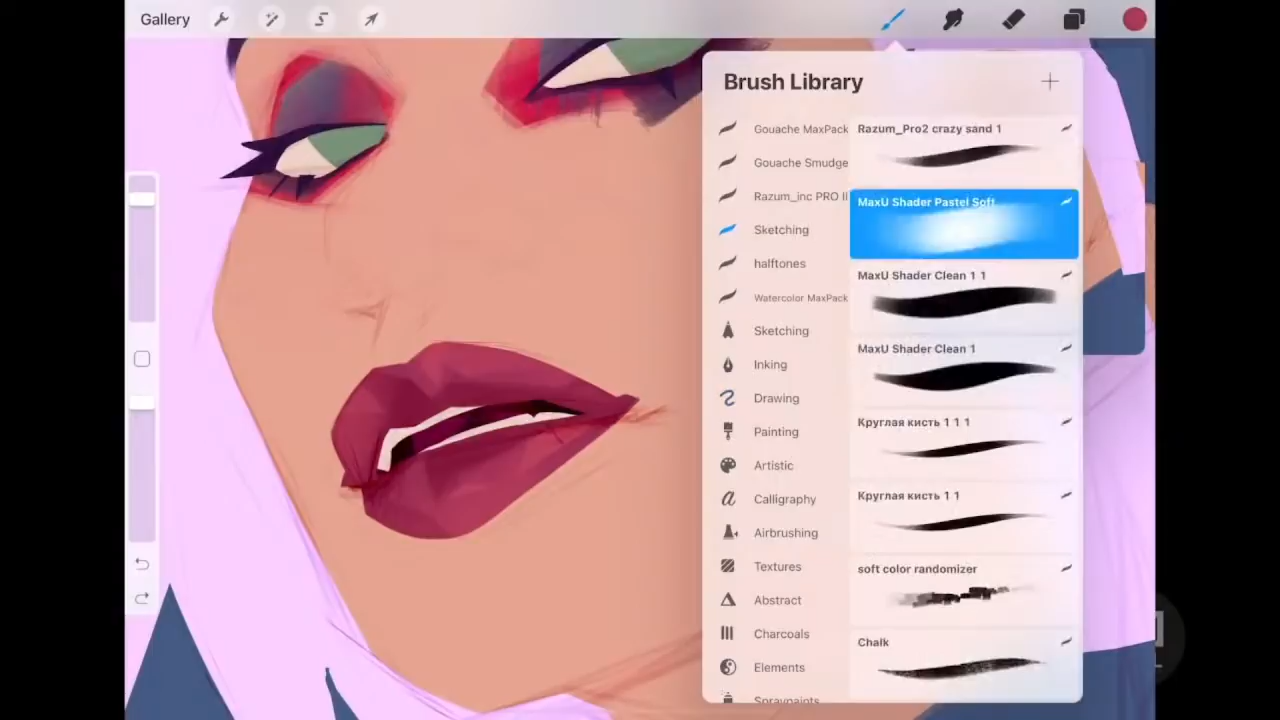 Gallery
Brush Library
Gouache MaxPack
Gouache Smudge
Razum_inc PRO II
Sketching
halftones
Watercolor MaxPack
Sketching
Inking
Drawing
Painting
Artistic
Calligraphy
Airbrushing
Textures
Abstract
Charcoals
Elements
Spraypaints
Razum_Pro2 crazy sand 1
MaxU Shader Pastel Soft
MaxU Shader Clean 1 1
MaxU Shader Clean 1
Круглая кисть 1 1 1
Круглая кисть 1 1
soft color randomizer
Chalk